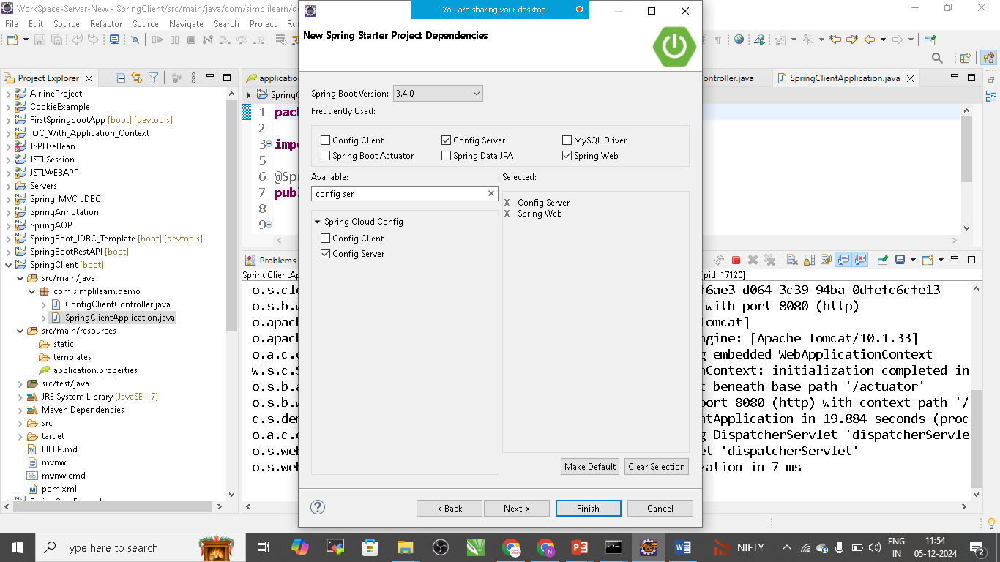 WorkSpace-Server-New - SpringClient/src/main/java/com/simplilearn
You are sharing your desktop
File Edit Source Refactor Source Navigate Search Project
New Spring Starter Project Dependencies
Project Explorer
SpringClientApplication.java
Spring Boot Version: 3.4.0
Frequently Used:
Config Client Config Server MySQL Driver
Spring Boot Actuator Spring Data JPA Spring Web
Available: Selected:
config ser
X Config Server
X Spring Web
Spring Cloud Config
Config Client
Config Server
Make Default Clear Selection
< Back Next > Finish Cancel
AirlineProject
CookieExample
FirstSpringbootApp [boot] [devtools]
IOC_With_Application_Context
JSPUseBean
JSTLSession
JSTLWEBAPP
Servers
Spring_MVC_JDBC
SpringAnnotation
SpringAOP
SpringBoot_JDBC_Template [boot] [devtools]
SpringBootRestAPI [boot]
SpringClient [boot]
src/main/java
com.simplilearn.demo
ConfigClientController.java
SpringClientApplication.java
src/main/resources
static
templates
application.properties
src/test/java
JRE System Library [JavaSE-17]
Maven Dependencies
src
target
HELP.md
mvnw
mvnw.cmd
pom.xml
1 pack
2
3 impo
5
6 @Spr
7 publ
8
9
Problems
SpringClientAp pid: 17120]
o.s.clo f6ae3-d064-3c39-94ba-0dfefc6cfe13
o.s.b.w with port 8080 (http)
o.apach Tomcat]
o.apach ngine: [Apache Tomcat/10.1.33]
o.a.c.c g embedded WebApplicationContext
w.s.c.S nContext: initialization completed in
o.s.b.a t beneath base path '/actuator'
o.s.b.w port 8080 (http) with context path '/
c.s.dem ntApplication in 19.884 seconds (proc
o.a.c.c g DispatcherServlet 'dispatcherServle
o.s.web et 'dispatcherServlet'
o.s.web zation in 7 ms
Type here to search
NIFTY
ENG
IN
11:54
05-12-2024
2